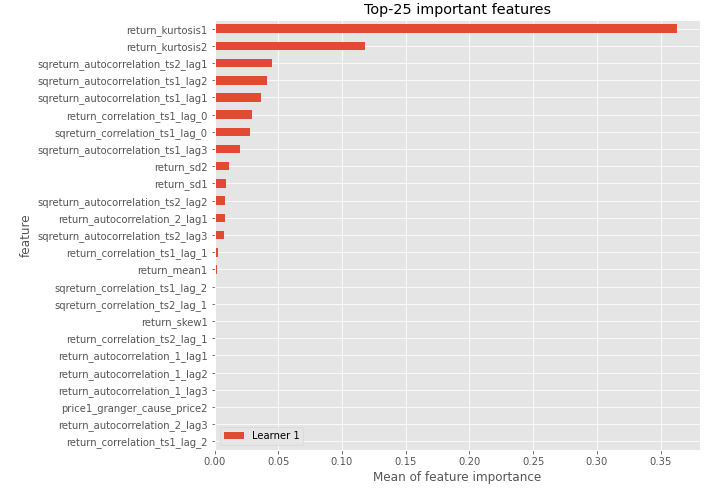 Top-25 important features
feature
return_kurtosis1
return_kurtosis2
sqreturn_autocorrelation_ts2_lag1
sqreturn_autocorrelation_ts1_lag2
sqreturn_autocorrelation_ts1_lag1
return_correlation_ts1_lag_0
sqreturn_correlation_ts1_lag_0
sqreturn_autocorrelation_ts1_lag3
return_sd2
return_sd1
sqreturn_autocorrelation_ts2_lag2
return_autocorrelation_2_lag1
sqreturn_autocorrelation_ts2_lag3
return_correlation_ts1_lag_1
return_mean1
sqreturn_correlation_ts1_lag_2
sqreturn_correlation_ts2_lag_1
return_skew1
return_correlation_ts2_lag_1
return_autocorrelation_1_lag1
return_autocorrelation_1_lag2
return_autocorrelation_1_lag3
price1_granger_cause_price2
return_autocorrelation_2_lag3
return_correlation_ts1_lag_2
Learner 1
0.00 0.05 0.10 0.15 0.20 0.25 0.30 0.35
Mean of feature importance